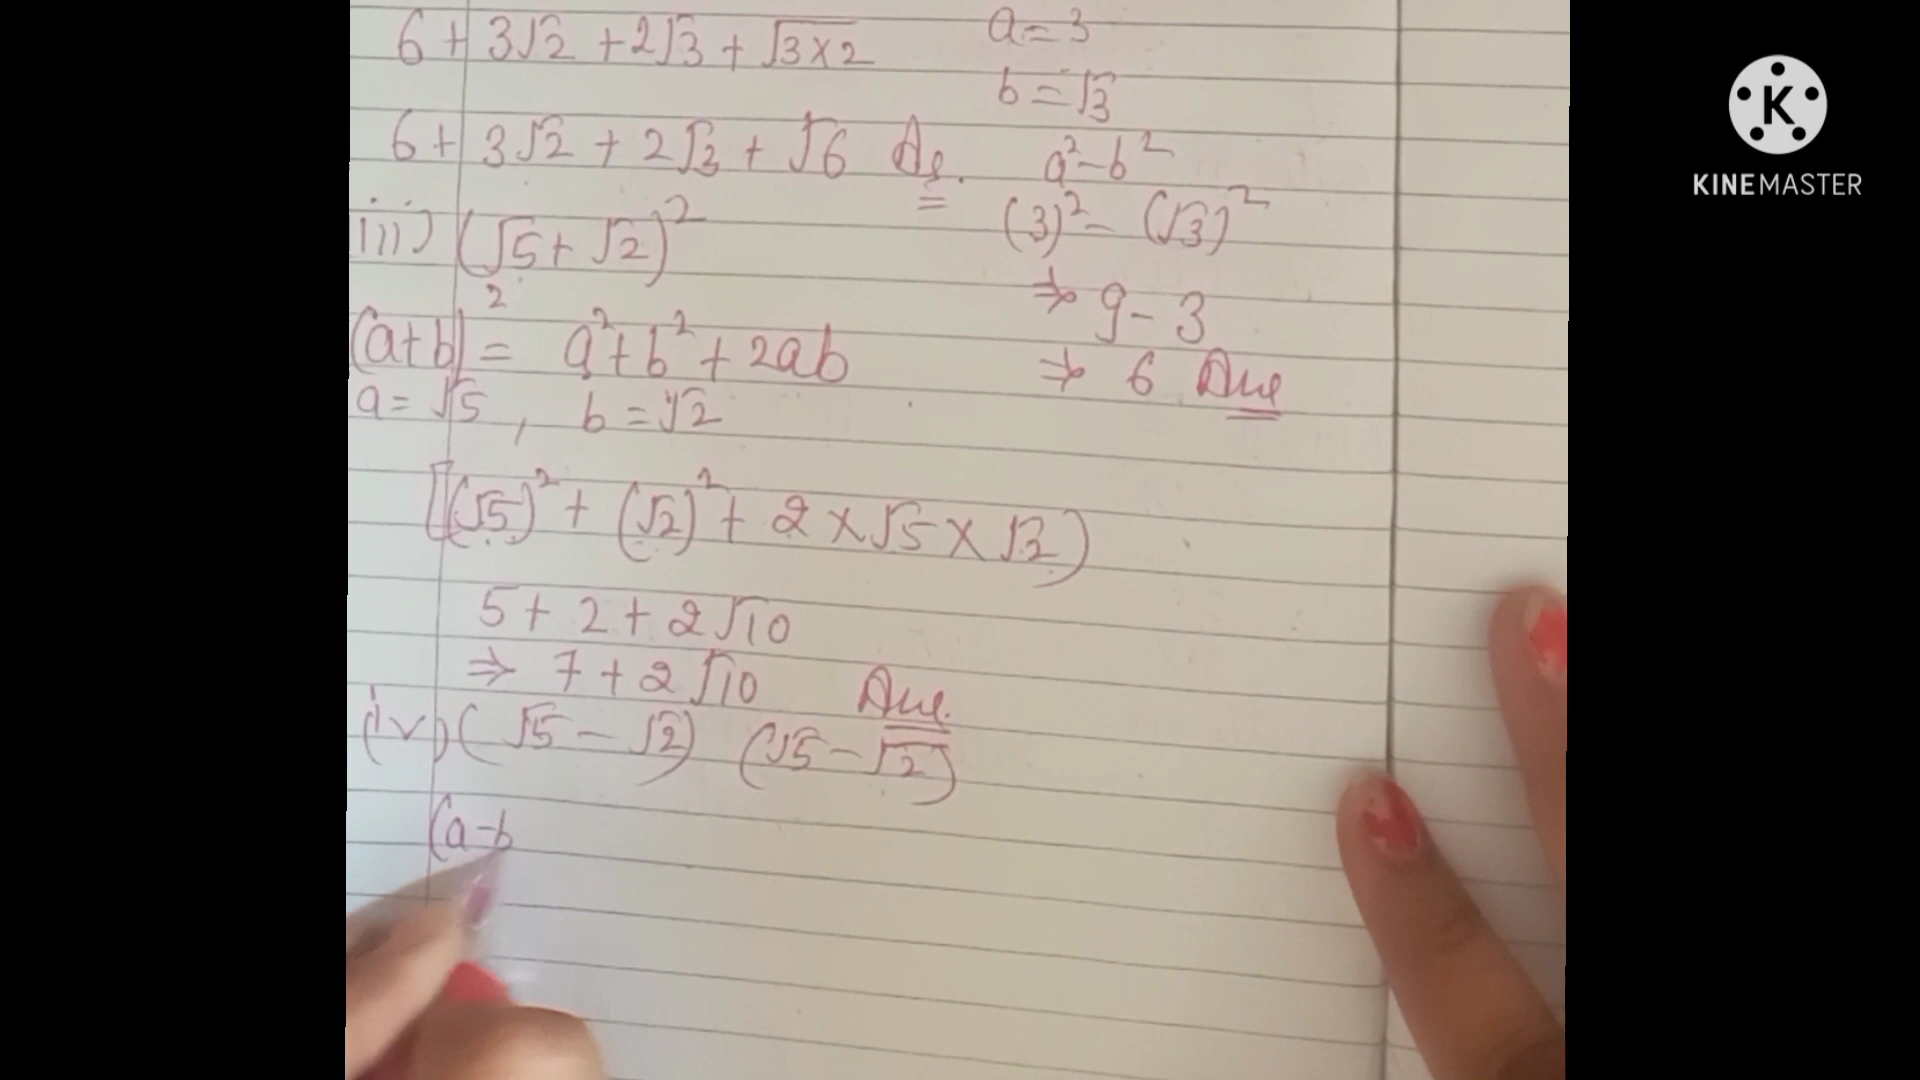 6 + 3√2 + 2√3 + √3×2
6 + 3√2 + 2√3 + √6 As.
a = 3
b = √3
a² - b²
= (3)² - (√3)²
⇒ 9 - 3
⇒ 6 Ans
iii) (√5 + √2)²
(a+b)² = a² + b² + 2ab
a = √5 , b = √2
[(√5)² + (√2)² + 2 × √5 × √2)
5 + 2 + 2√10
⇒ 7 + 2√10 Ans.
(iv) (√5 - √2) (√5 - √2)
(a - b
K
KINEMASTER